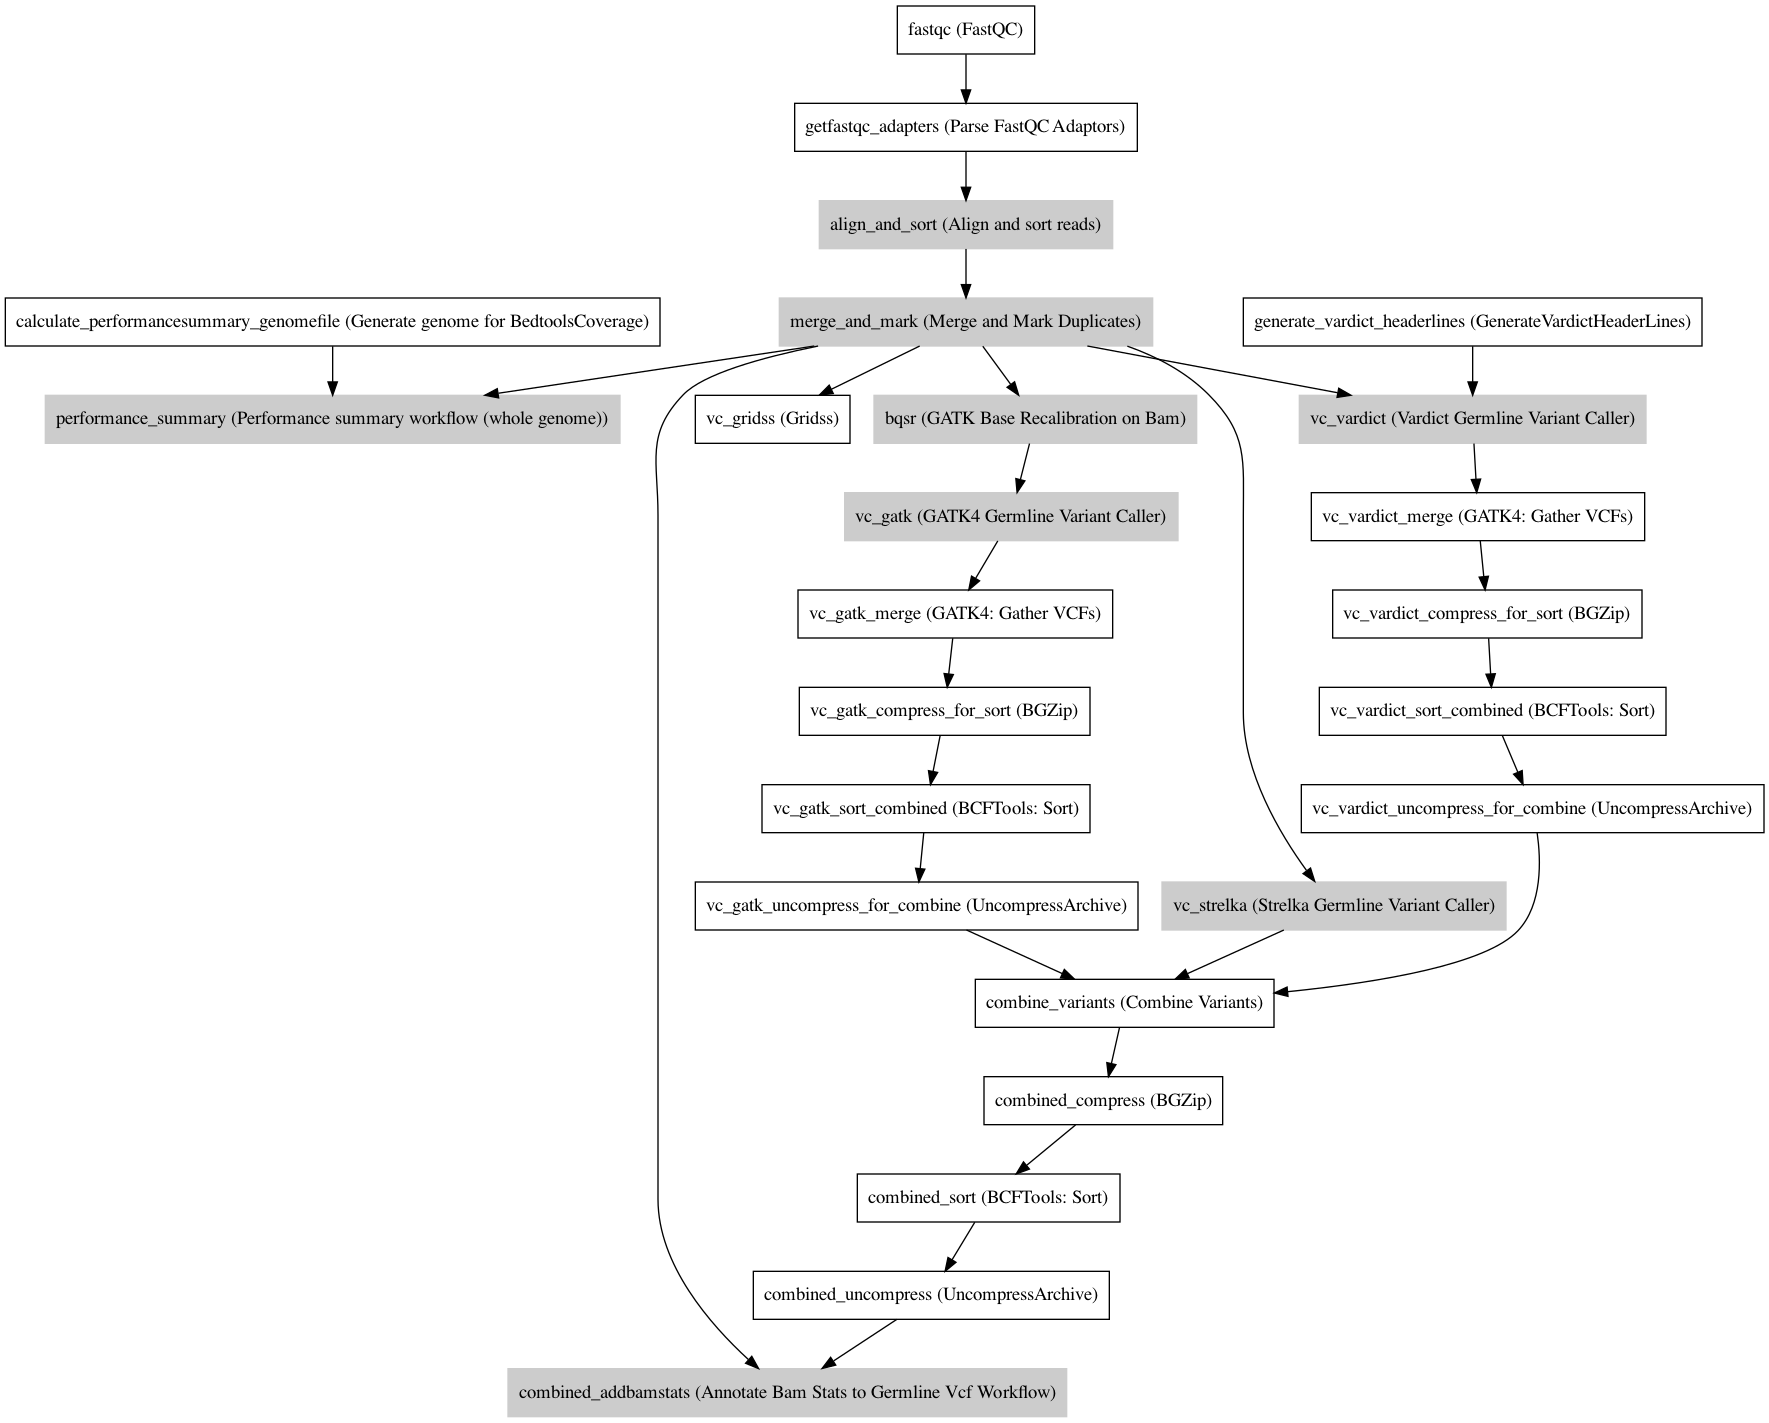 fastqc (FastQC)
getfastqc_adapters (Parse FastQC Adaptors)
align_and_sort (Align and sort reads)
calculate_performancesummary_genomefile (Generate genome for BedtoolsCoverage)
merge_and_mark (Merge and Mark Duplicates)
generate_vardict_headerlines (GenerateVardictHeaderLines)
performance_summary (Performance summary workflow (whole genome))
vc_gridss (Gridss)
bqsr (GATK Base Recalibration on Bam)
vc_vardict (Vardict Germline Variant Caller)
vc_gatk (GATK4 Germline Variant Caller)
vc_vardict_merge (GATK4: Gather VCFs)
vc_gatk_merge (GATK4: Gather VCFs)
vc_vardict_compress_for_sort (BGZip)
vc_gatk_compress_for_sort (BGZip)
vc_vardict_sort_combined (BCFTools: Sort)
vc_gatk_sort_combined (BCFTools: Sort)
vc_vardict_uncompress_for_combine (UncompressArchive)
vc_gatk_uncompress_for_combine (UncompressArchive)
vc_strelka (Strelka Germline Variant Caller)
combine_variants (Combine Variants)
combined_compress (BGZip)
combined_sort (BCFTools: Sort)
combined_uncompress (UncompressArchive)
combined_addbamstats (Annotate Bam Stats to Germline Vcf Workflow)